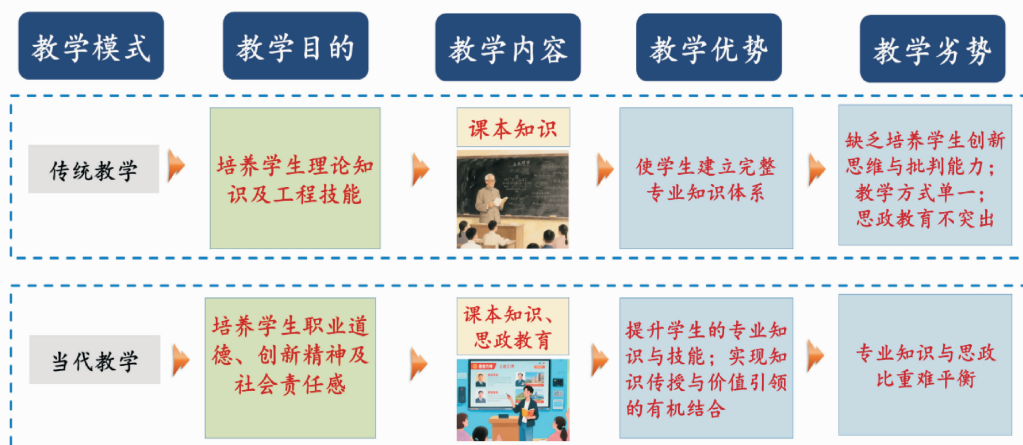 教学模式
教学目的
教学内容
教学优势
教学劣势
传统教学
培养学生理论知
识及工程技能
课本知识
使学生建立完整
专业知识体系
缺乏培养学生创新
思维与批判能力；
教学方式单一；
思政教育不突出
当代教学
培养学生职业道
德、创新精神及
社会责任感
课本知识、
思政教育
提升学生的专业知
识与技能；实现知
识传授与价值引领
的有机结合
专业知识与思政
比重难平衡